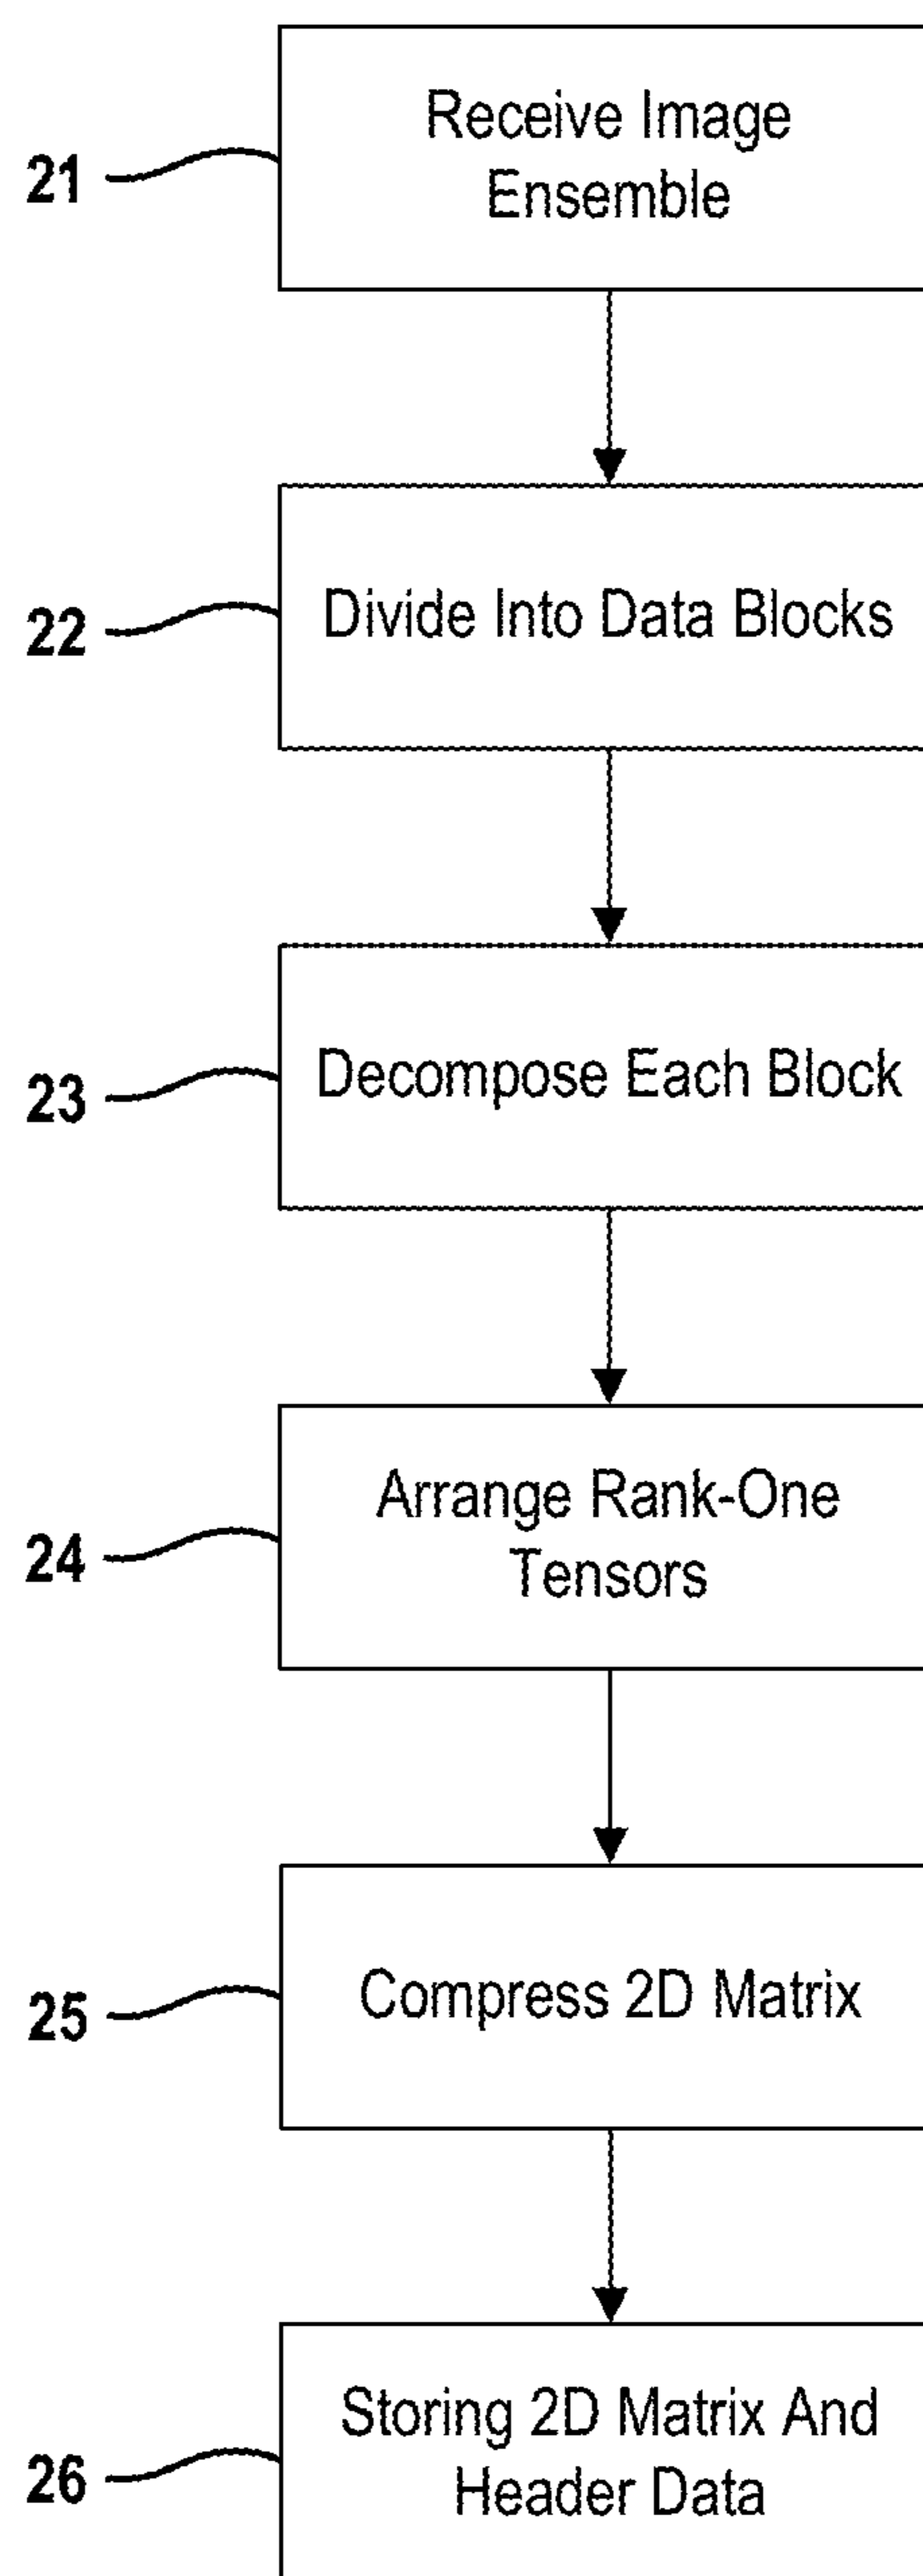 21
Receive Image
Ensemble
22
Divide Into Data Blocks
23
Decompose Each Block
24
Arrange Rank-One
Tensors
25
Compress 2D Matrix
26
Storing 2D Matrix And
Header Data